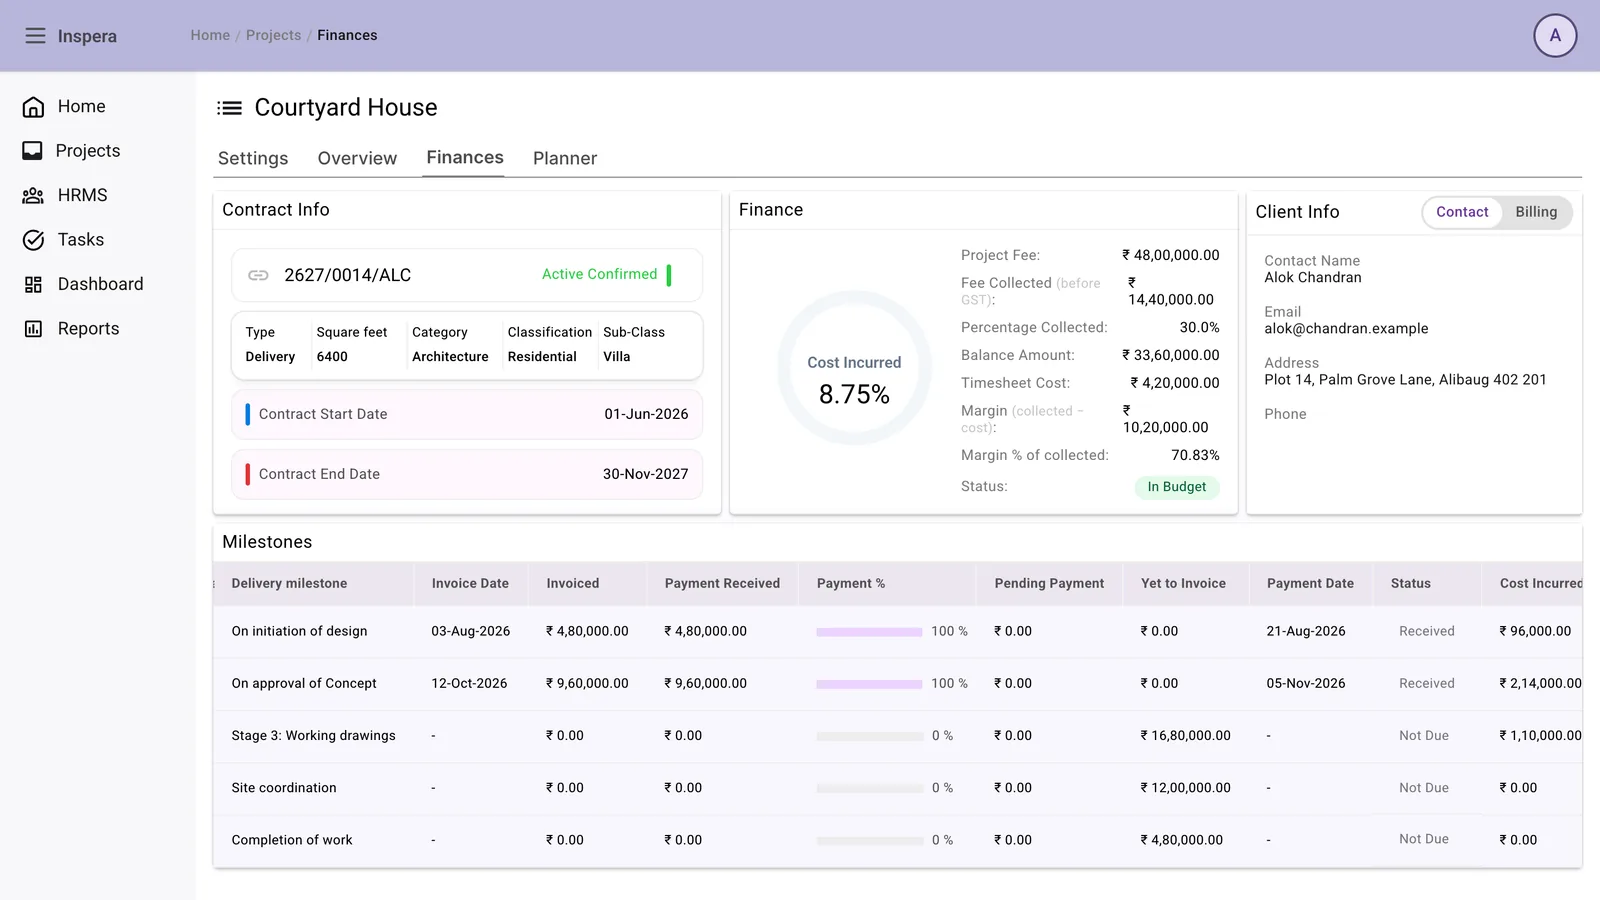 Inspera
Home / Projects / Finances
A
Home
Projects
HRMS
Tasks
Dashboard
Reports
Courtyard House
Settings Overview Finances Planner
Contract Info
2627/0014/ALC Active Confirmed
Type Square feet Category Classification Sub-Class
Delivery 6400 Architecture Residential Villa
Contract Start Date 01-Jun-2026
Contract End Date 30-Nov-2027
Finance
Cost Incurred
8.75%
Project Fee: ₹ 48,00,000.00
Fee Collected (before GST): ₹ 14,40,000.00
Percentage Collected: 30.0%
Balance Amount: ₹ 33,60,000.00
Timesheet Cost: ₹ 4,20,000.00
Margin (collected − cost): ₹ 10,20,000.00
Margin % of collected: 70.83%
Status: In Budget
Client Info Contact Billing
Contact Name
Alok Chandran
Email
alok@chandran.example
Address
Plot 14, Palm Grove Lane, Alibaug 402 201
Phone
Milestones
Delivery milestone Invoice Date Invoiced Payment Received Payment % Pending Payment Yet to Invoice Payment Date Status Cost Incurred
On initiation of design 03-Aug-2026 ₹ 4,80,000.00 ₹ 4,80,000.00 100 % ₹ 0.00 ₹ 0.00 21-Aug-2026 Received ₹ 96,000.00
On approval of Concept 12-Oct-2026 ₹ 9,60,000.00 ₹ 9,60,000.00 100 % ₹ 0.00 ₹ 0.00 05-Nov-2026 Received ₹ 2,14,000.00
Stage 3: Working drawings - ₹ 0.00 ₹ 0.00 0 % ₹ 0.00 ₹ 16,80,000.00 - Not Due ₹ 1,10,000.00
Site coordination - ₹ 0.00 ₹ 0.00 0 % ₹ 0.00 ₹ 12,00,000.00 - Not Due ₹ 0.00
Completion of work - ₹ 0.00 ₹ 0.00 0 % ₹ 0.00 ₹ 4,80,000.00 - Not Due ₹ 0.00